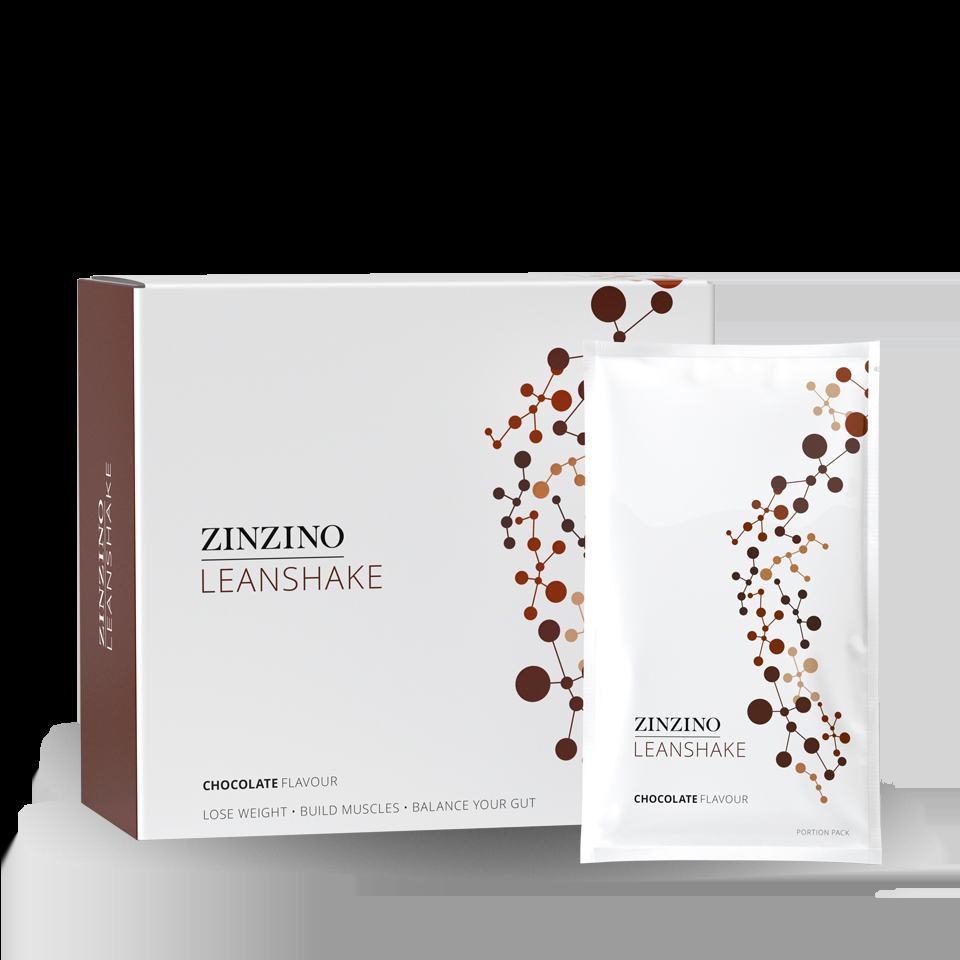 ZINZINO
LEANSHAKE
ZINZINO
LEANSHAKE
CHOCOLATE FLAVOUR
LOSE WEIGHT • BUILD MUSCLES • BALANCE YOUR GUT
ZINZINO
LEANSHAKE
CHOCOLATE FLAVOUR
PORTION PACK